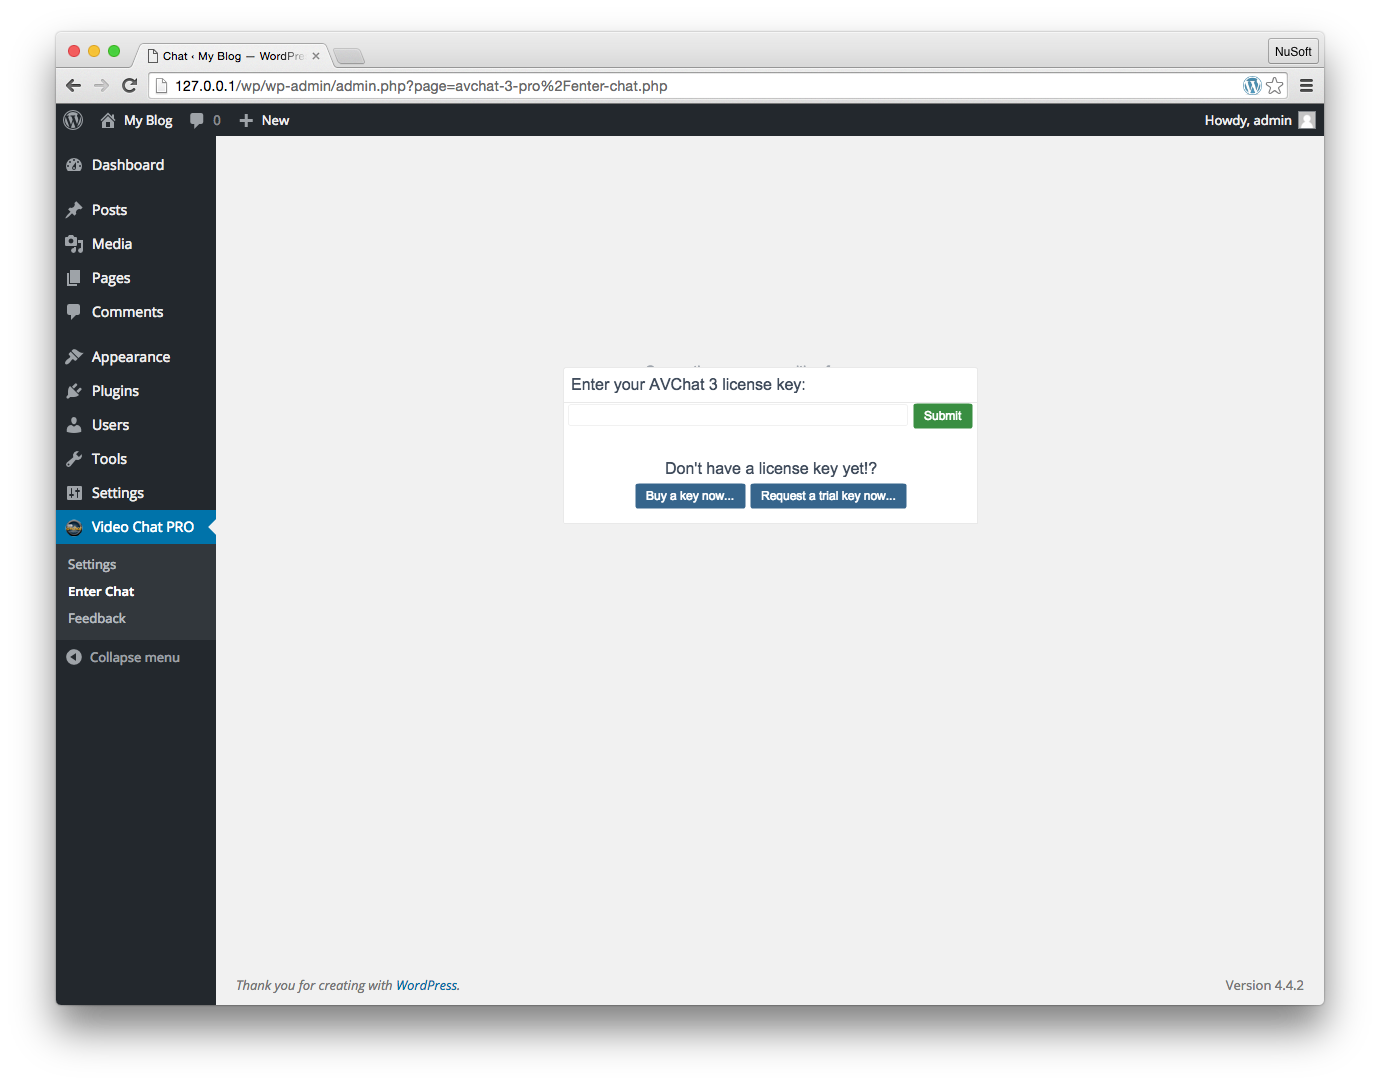 Chat ‹ My Blog — WordPre
NuSoft
127.0.0.1/wp/wp-admin/admin.php?page=avchat-3-pro%2Fenter-chat.php
My Blog 0 New Howdy, admin
Dashboard
Posts
Media
Pages
Comments
Appearance
Plugins
Users
Tools
Settings
Video Chat PRO
Settings
Enter Chat
Feedback
Collapse menu
Enter your AVChat 3 license key:
Submit
Don't have a license key yet!?
Buy a key now... Request a trial key now...
Thank you for creating with WordPress. Version 4.4.2